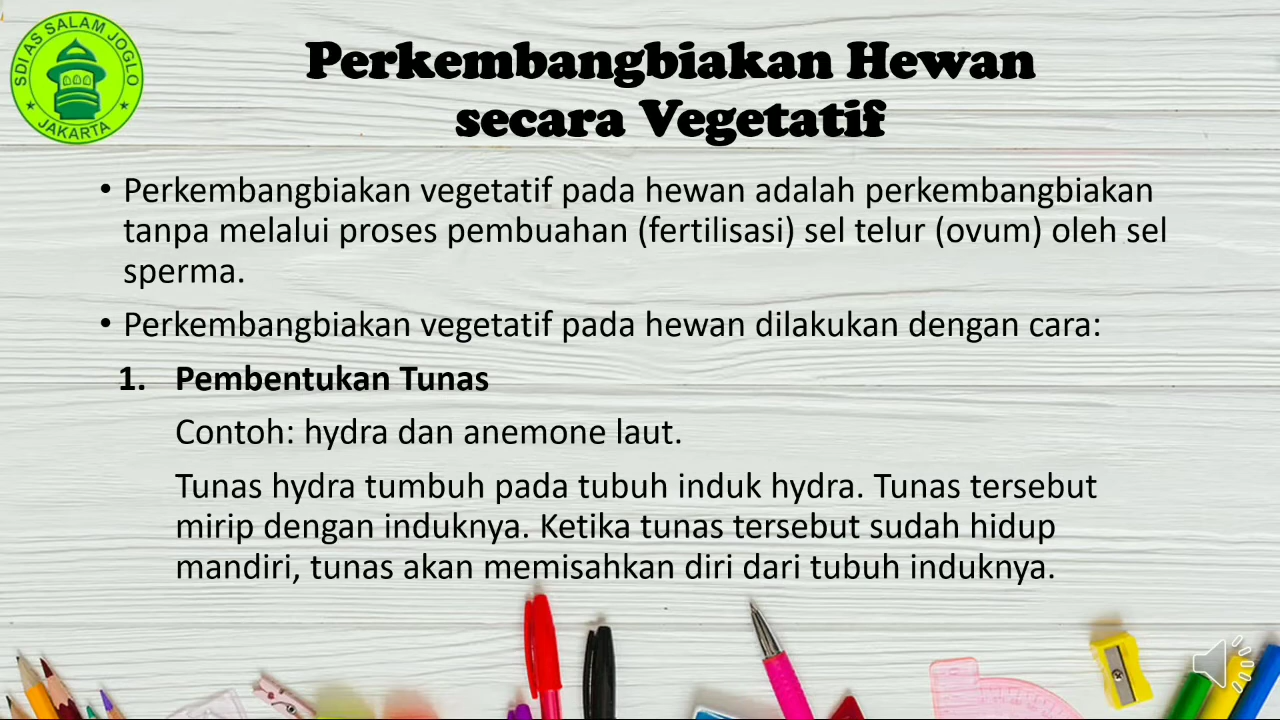 SDI AS SALAM JOGLO
JAKARTA
Perkembangbiakan Hewan
secara Vegetatif
• Perkembangbiakan vegetatif pada hewan adalah perkembangbiakan
tanpa melalui proses pembuahan (fertilisasi) sel telur (ovum) oleh sel
sperma.
• Perkembangbiakan vegetatif pada hewan dilakukan dengan cara:
1. Pembentukan Tunas
Contoh: hydra dan anemone laut.
Tunas hydra tumbuh pada tubuh induk hydra. Tunas tersebut
mirip dengan induknya. Ketika tunas tersebut sudah hidup
mandiri, tunas akan memisahkan diri dari tubuh induknya.